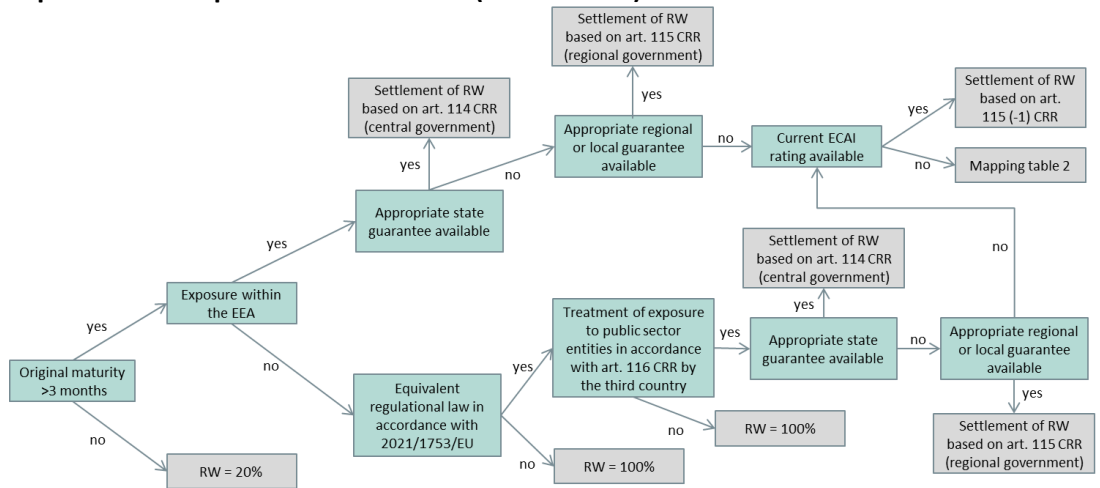 Settlement of RW
based on art. 115 CRR
(regional government)
yes
Settlement of RW
based on art. 114 CRR
(central government)
yes
Appropriate regional
or local guarantee
available
no
Current ECAI
rating available
yes
Settlement of RW
based on art.
115 (-1) CRR
no
Mapping table 2
no
Appropriate state
guarantee available
yes
Exposure within
the EEA
yes
Original maturity
>3 months
no
RW = 20%
no
Equivalent
regulational law in
accordance with
2021/1753/EU
yes
Treatment of exposure
to public sector
entities in accordance
with art. 116 CRR by
the third country
no
RW = 100%
no
RW = 100%
yes
Appropriate state
guarantee available
yes
Settlement of RW
based on art. 114 CRR
(central government)
no
Appropriate regional
or local guarantee
available
no
yes
Settlement of RW
based on art. 115 CRR
(regional government)